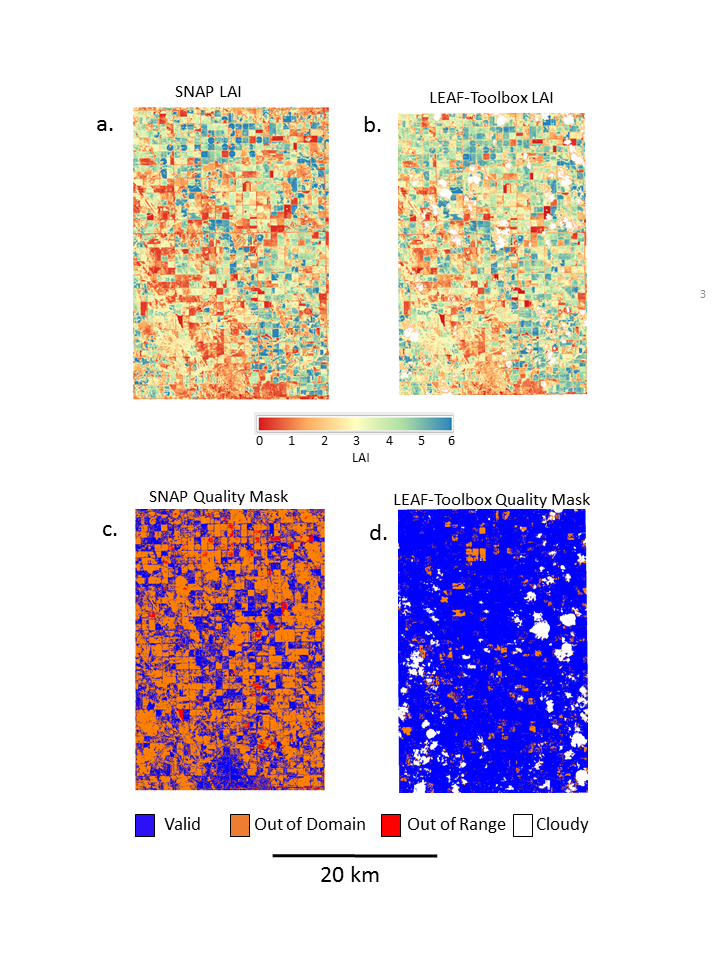 SNAP LAI
LEAF-Toolbox LAI
a.
b.
3
0 1 2 3 4 5 6
LAI
SNAP Quality Mask
LEAF-Toolbox Quality Mask
c.
d.
Valid Out of Domain Out of Range Cloudy
20 km